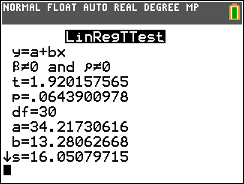 NORMAL FLOAT AUTO REAL DEGREE MP
LinRegTTest
y=a+bx
β≠0 and ρ≠0
t=1.920157565
p=.0643900978
df=30
a=34.21730616
b=13.28062668
↓s=16.05079715